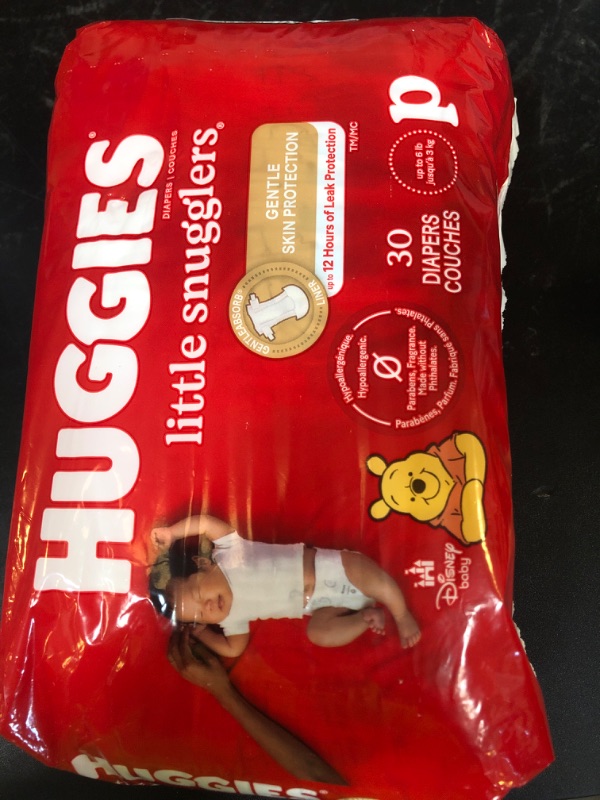 HUGGIES®
DIAPERS | COUCHES
little snugglers®
GENTLE
SKIN PROTECTION
up to 12 Hours of Leak Protection
TM/MC
GENTLEABSORB®
LINER
p
up to 6 lb
jusqu'à 3 kg
30
DIAPERS
COUCHES
Hypoallergénique.
Hypoallergenic.
Parabens, Fragrance.
Made without
Phthalates.
Parabènes, Parfum. Fabriqué sans Phtalates.
DISNEY
baby
HUGGIES®